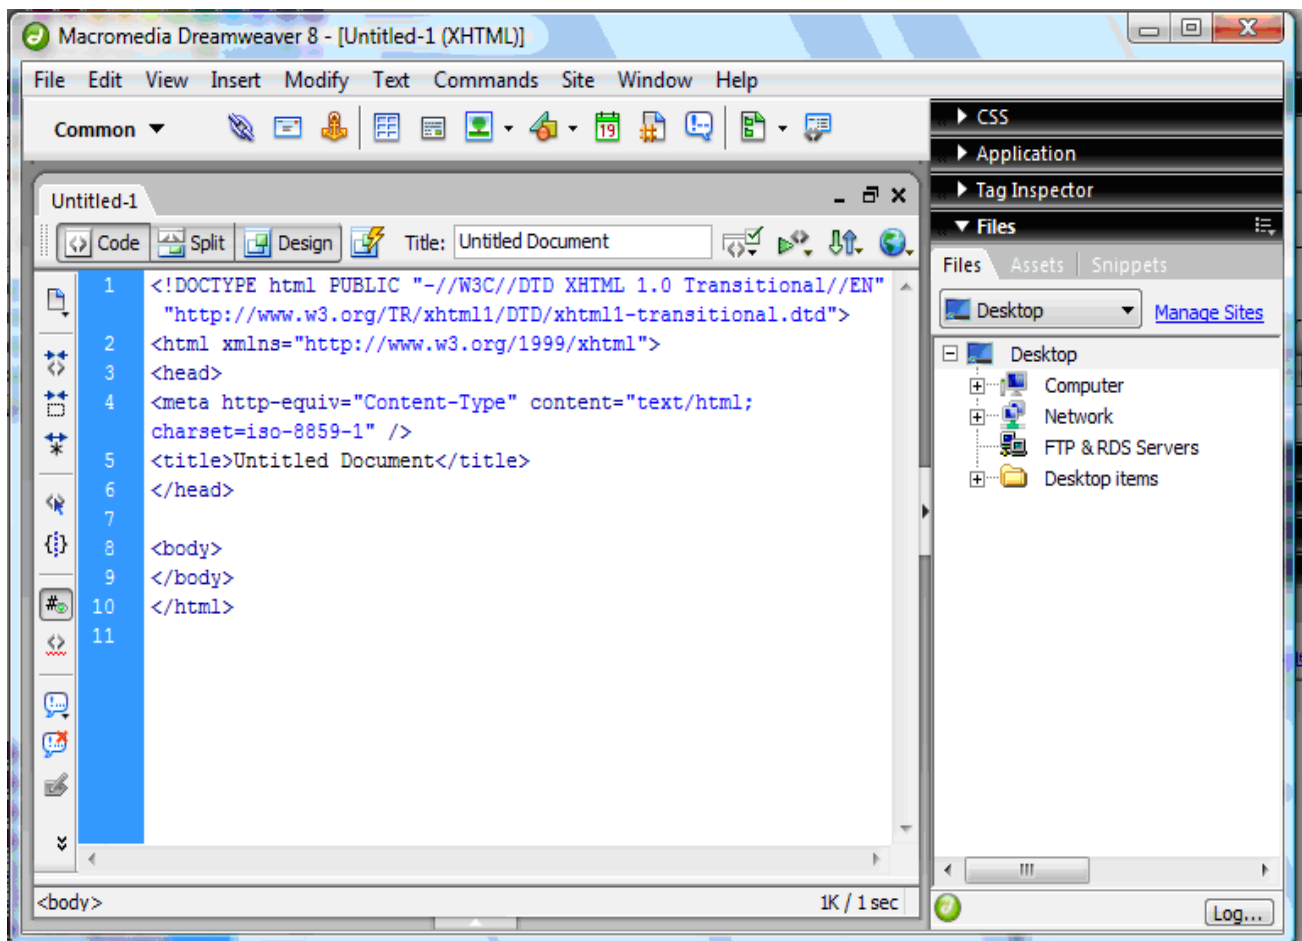 Macromedia Dreamweaver 8 - [Untitled-1 (XHTML)]
File Edit View Insert Modify Text Commands Site Window Help
Common
19
CSS
Application
Tag Inspector
Files
Untitled-1
Code Split Design Title: Untitled Document
Files Assets Snippets
Desktop Manage Sites
Desktop
Computer
Network
FTP & RDS Servers
Desktop items
1 <!DOCTYPE html PUBLIC "-//W3C//DTD XHTML 1.0 Transitional//EN"
"http://www.w3.org/TR/xhtml1/DTD/xhtml1-transitional.dtd">
2 <html xmlns="http://www.w3.org/1999/xhtml">
3 <head>
4 <meta http-equiv="Content-Type" content="text/html;
charset=iso-8859-1" />
5 <title>Untitled Document</title>
6 </head>
7
8 <body>
9 </body>
10 </html>
11
<body> 1K / 1 sec
Log...